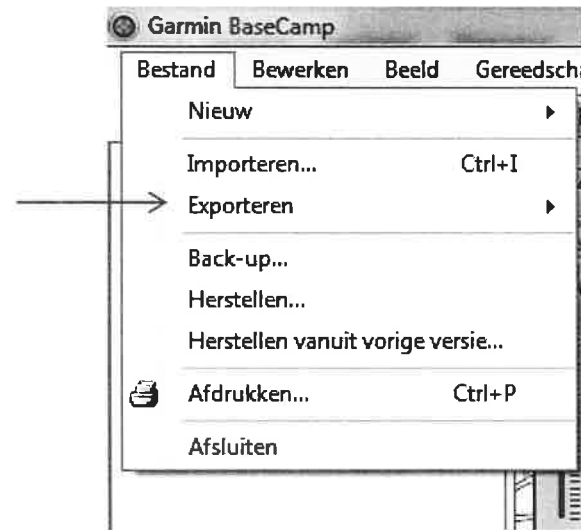 Garmin BaseCamp
Bestand Bewerken Beeld Gereedsch
Nieuw
Importeren... Ctrl+I
Exporteren
Back-up...
Herstellen...
Herstellen vanuit vorige versie...
Afdrukken... Ctrl+P
Afsluiten